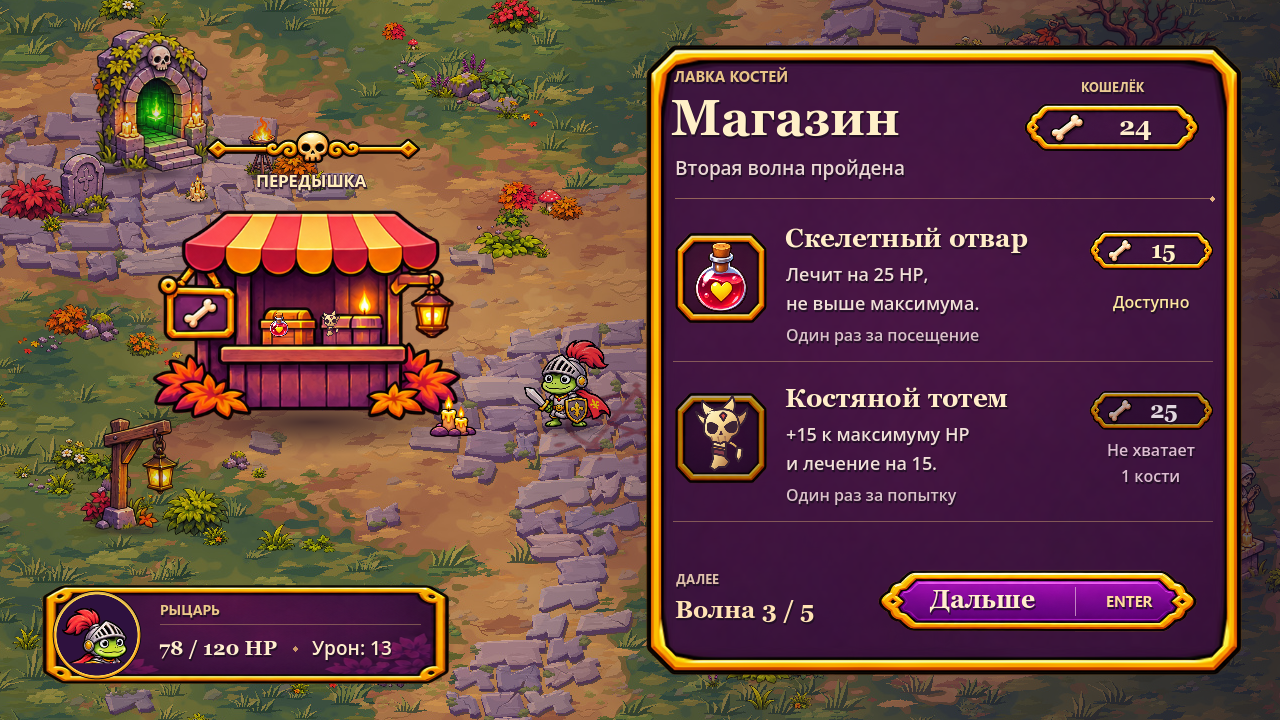 ПЕРЕДЫШКА
РЫЦАРЬ
78 / 120 HP • Урон: 13
ЛАВКА КОСТЕЙ
Магазин
Вторая волна пройдена
КОШЕЛЁК
24
Скелетный отвар
Лечит на 25 HP,
не выше максимума.
Один раз за посещение
15
Доступно
Костяной тотем
+15 к максимуму HP
и лечение на 15.
Один раз за попытку
25
Не хватает
1 кости
ДАЛЕЕ
Волна 3 / 5
Дальше ENTER